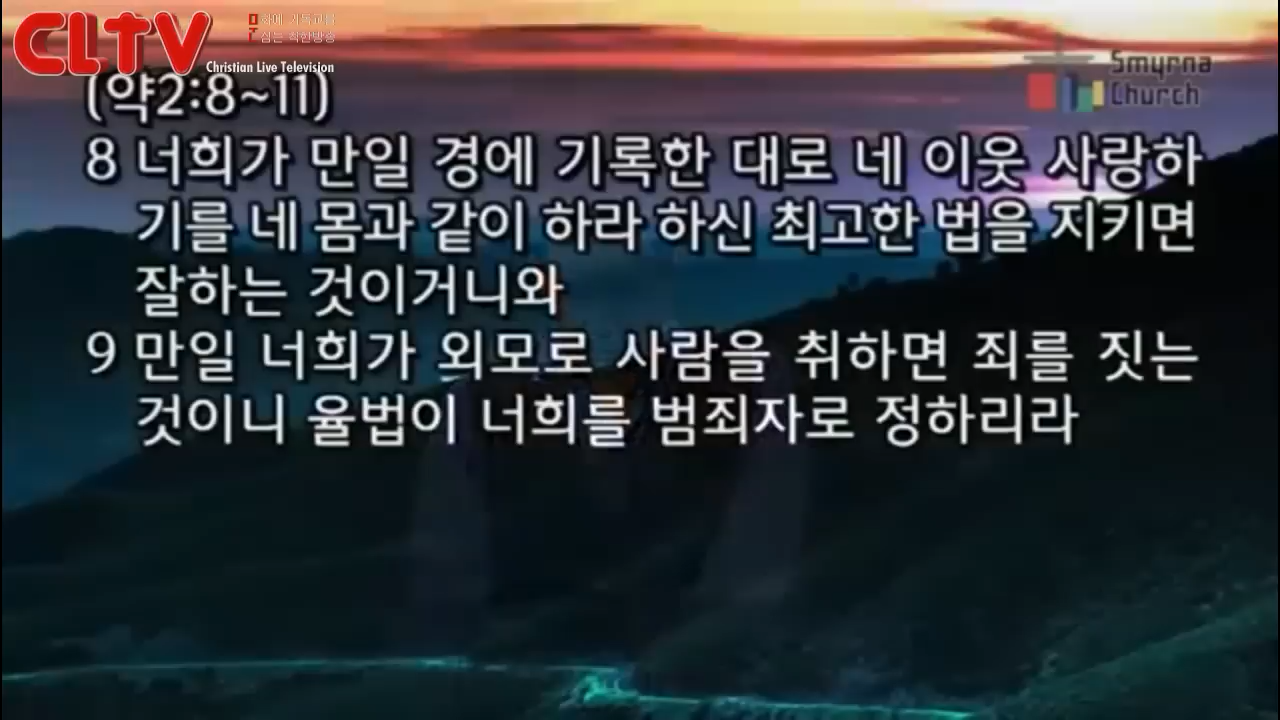 CLTV
Christian Live Television
Smyrna
Church
(약2:8~11)
8 너희가 만일 경에 기록한 대로 네 이웃 사랑하
기를 네 몸과 같이 하라 하신 최고한 법을 지키면
잘하는 것이거니와
9 만일 너희가 외모로 사람을 취하면 죄를 짓는
것이니 율법이 너희를 범죄자로 정하리라